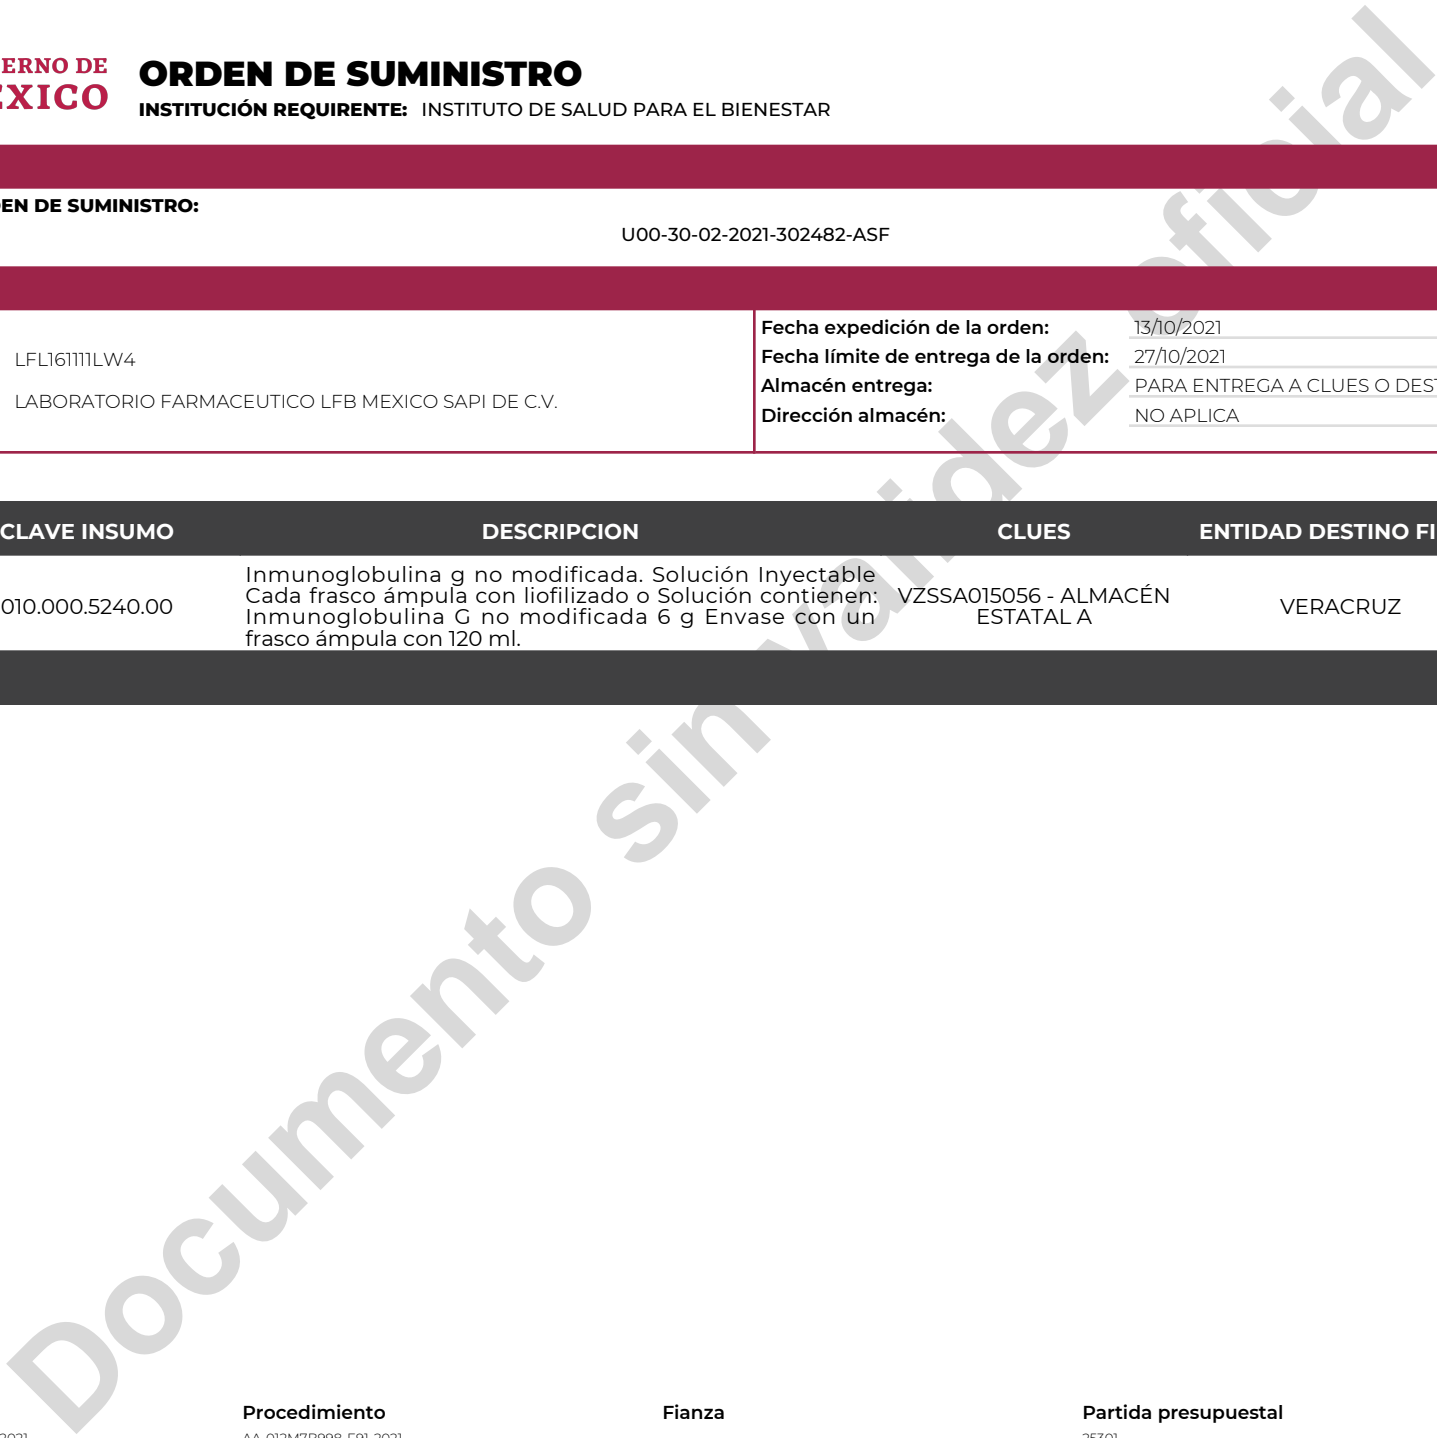 ERNO DE
EXICO
ORDEN DE SUMINISTRO
INSTITUCIÓN REQUIRENTE: INSTITUTO DE SALUD PARA EL BIENESTAR
EN DE SUMINISTRO:
U00-30-02-2021-302482-ASF
LFL161111LW4
LABORATORIO FARMACEUTICO LFB MEXICO SAPI DE C.V.
Fecha expedición de la orden: 13/10/2021
Fecha límite de entrega de la orden: 27/10/2021
Almacén entrega: PARA ENTREGA A CLUES O DEST
Dirección almacén: NO APLICA
CLAVE INSUMO DESCRIPCION CLUES ENTIDAD DESTINO FI
010.000.5240.00
Inmunoglobulina g no modificada. Solución Inyectable
Cada frasco ámpula con liofilizado o Solución contienen:
Inmunoglobulina G no modificada 6 g Envase con un
frasco ámpula con 120 ml.
VZSSA015056 - ALMACÉN
ESTATAL A
VERACRUZ
Documento sin validez oficial
Procedimiento Fianza Partida presupuestal